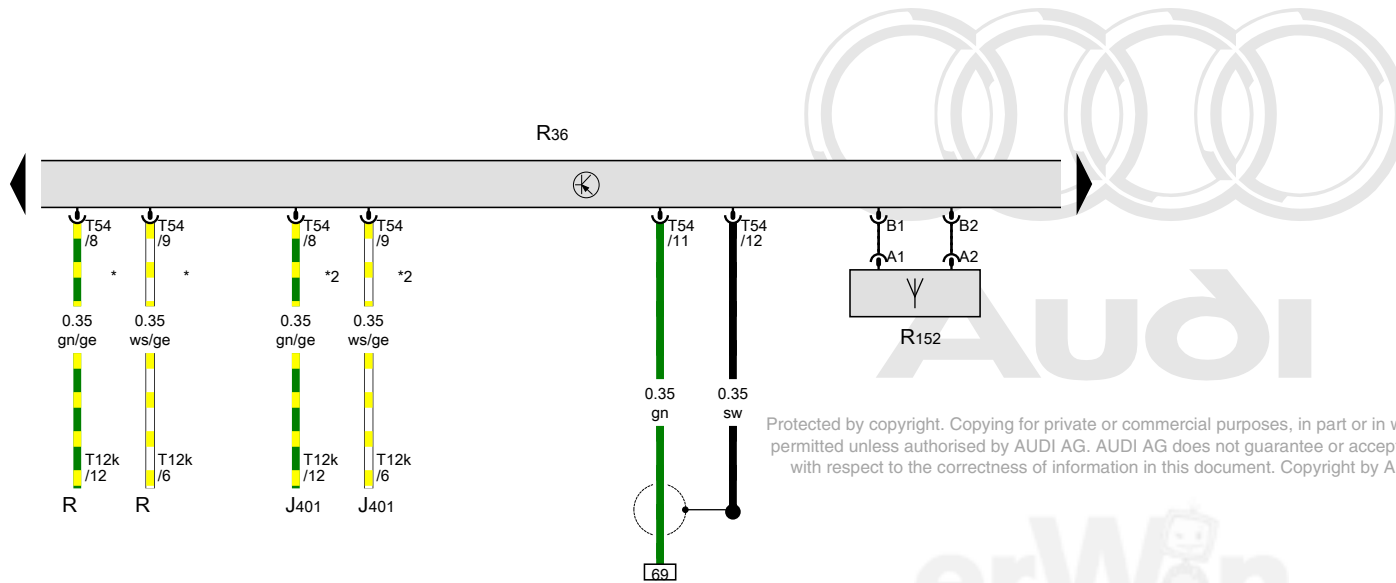 R36
T54 /8
T54 /9
T54 /8
T54 /9
T54 /11
T54 /12
B1 B2
A1 A2
* * *2 *2
R152
0.35 gn/ge
0.35 ws/ge
0.35 gn/ge
0.35 ws/ge
0.35 gn
0.35 sw
Audi
Protected by copyright. Copying for private or commercial purposes, in part or in w
permitted unless authorised by AUDI AG. AUDI AG does not guarantee or accep
with respect to the correctness of information in this document. Copyright by A
T12k /12
T12k /6
T12k /12
T12k /6
R R J401 J401
erWin
69